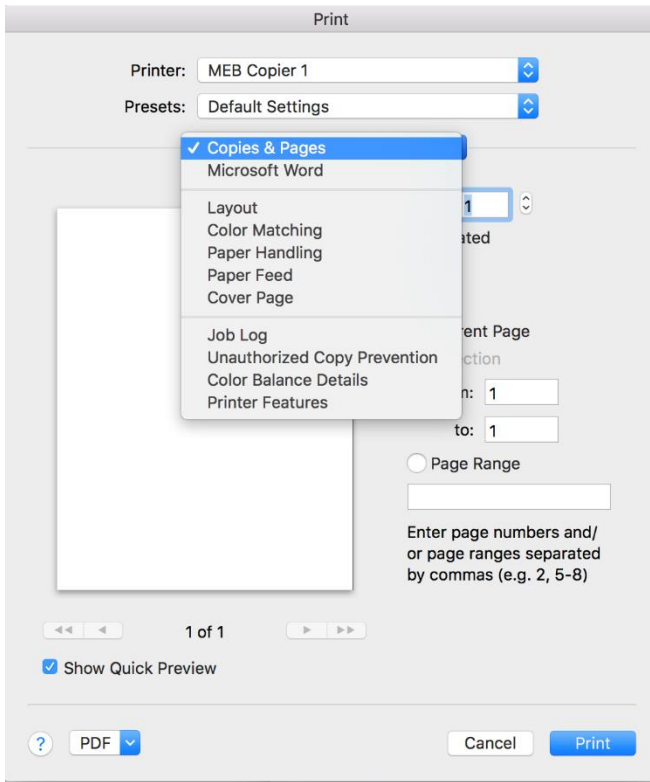 Print
Printer: MEB Copier 1
Presets: Default Settings
✓ Copies & Pages
Microsoft Word
Layout
Color Matching
Paper Handling
Paper Feed
Cover Page
Job Log
Unauthorized Copy Prevention
Color Balance Details
Printer Features
1
ated
rent Page
ction
m: 1
to: 1
Page Range
Enter page numbers and/
or page ranges separated
by commas (e.g. 2, 5-8)
1 of 1
Show Quick Preview
? PDF Cancel Print